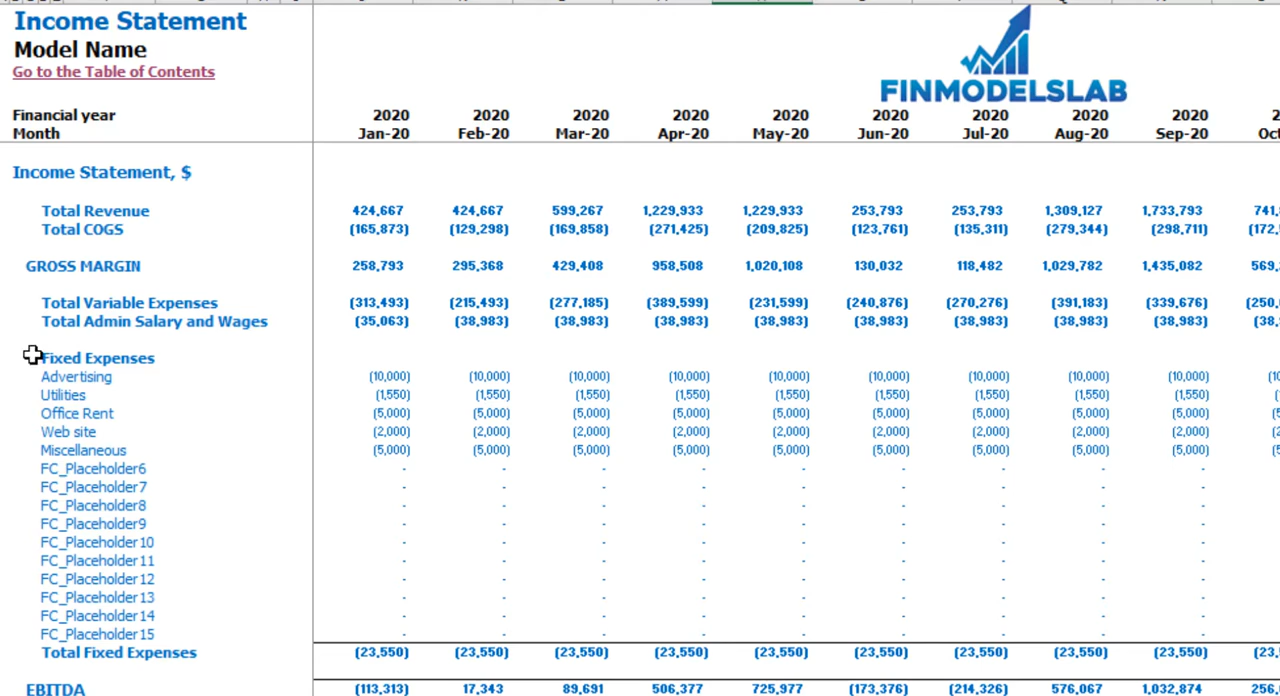 Income Statement
Model Name
Go to the Table of Contents
FINMODELSLAB
Financial year 2020 2020 2020 2020 2020 2020 2020 2020 2020
Month Jan-20 Feb-20 Mar-20 Apr-20 May-20 Jun-20 Jul-20 Aug-20 Sep-20
Income Statement, $
Total Revenue 424,667 424,667 599,267 1,229,933 1,229,933 253,793 253,793 1,309,127 1,733,793
Total COGS (165,873) (129,298) (169,858) (271,425) (209,825) (123,761) (135,311) (279,344) (298,711)
GROSS MARGIN 258,793 295,368 429,408 958,508 1,020,108 130,032 118,482 1,029,782 1,435,082
Total Variable Expenses (313,493) (215,493) (277,185) (389,599) (231,599) (240,876) (270,276) (391,183) (339,676)
Total Admin Salary and Wages (35,063) (38,983) (38,983) (38,983) (38,983) (38,983) (38,983) (38,983) (38,983)
Fixed Expenses
Advertising (10,000) (10,000) (10,000) (10,000) (10,000) (10,000) (10,000) (10,000) (10,000)
Utilities (1,550) (1,550) (1,550) (1,550) (1,550) (1,550) (1,550) (1,550) (1,550)
Office Rent (5,000) (5,000) (5,000) (5,000) (5,000) (5,000) (5,000) (5,000) (5,000)
Web site (2,000) (2,000) (2,000) (2,000) (2,000) (2,000) (2,000) (2,000) (2,000)
Miscellaneous (5,000) (5,000) (5,000) (5,000) (5,000) (5,000) (5,000) (5,000) (5,000)
FC_Placeholder6 - - - - - - - - -
FC_Placeholder7 - - - - - - - - -
FC_Placeholder8 - - - - - - - - -
FC_Placeholder9 - - - - - - - - -
FC_Placeholder10 - - - - - - - - -
FC_Placeholder11 - - - - - - - - -
FC_Placeholder12 - - - - - - - - -
FC_Placeholder13 - - - - - - - - -
FC_Placeholder14 - - - - - - - - -
FC_Placeholder15 - - - - - - - - -
Total Fixed Expenses (23,550) (23,550) (23,550) (23,550) (23,550) (23,550) (23,550) (23,550) (23,550)
EBITDA (113,313) 17,343 89,691 506,377 725,977 (173,376) (214,326) 576,067 1,032,874